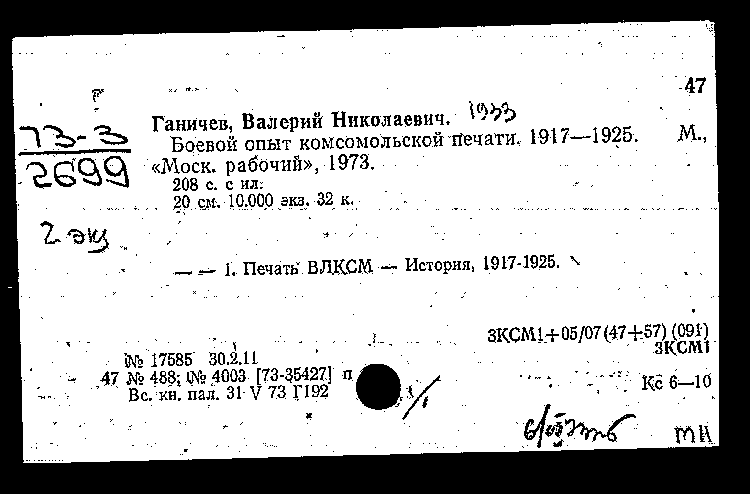 47
Ганичев, Валерий Николаевич. 1933
Боевой опыт комсомольской печати. 1917—1925. М.,
«Моск. рабочий», 1973.
208 с. с ил.
20 см. 10.000 экз. 32 к.
73-3
2699
2 экз
— — 1. Печать ВЛКСМ — История, 1917-1925.
3КСМ1+05/07(47+57)(091)
3КСМ1
№ 17585 30.2.11
47 № 488; № 4003 [73-35427] п
Вс. кн. пал. 31 V 73 Г192
Кс 6—10